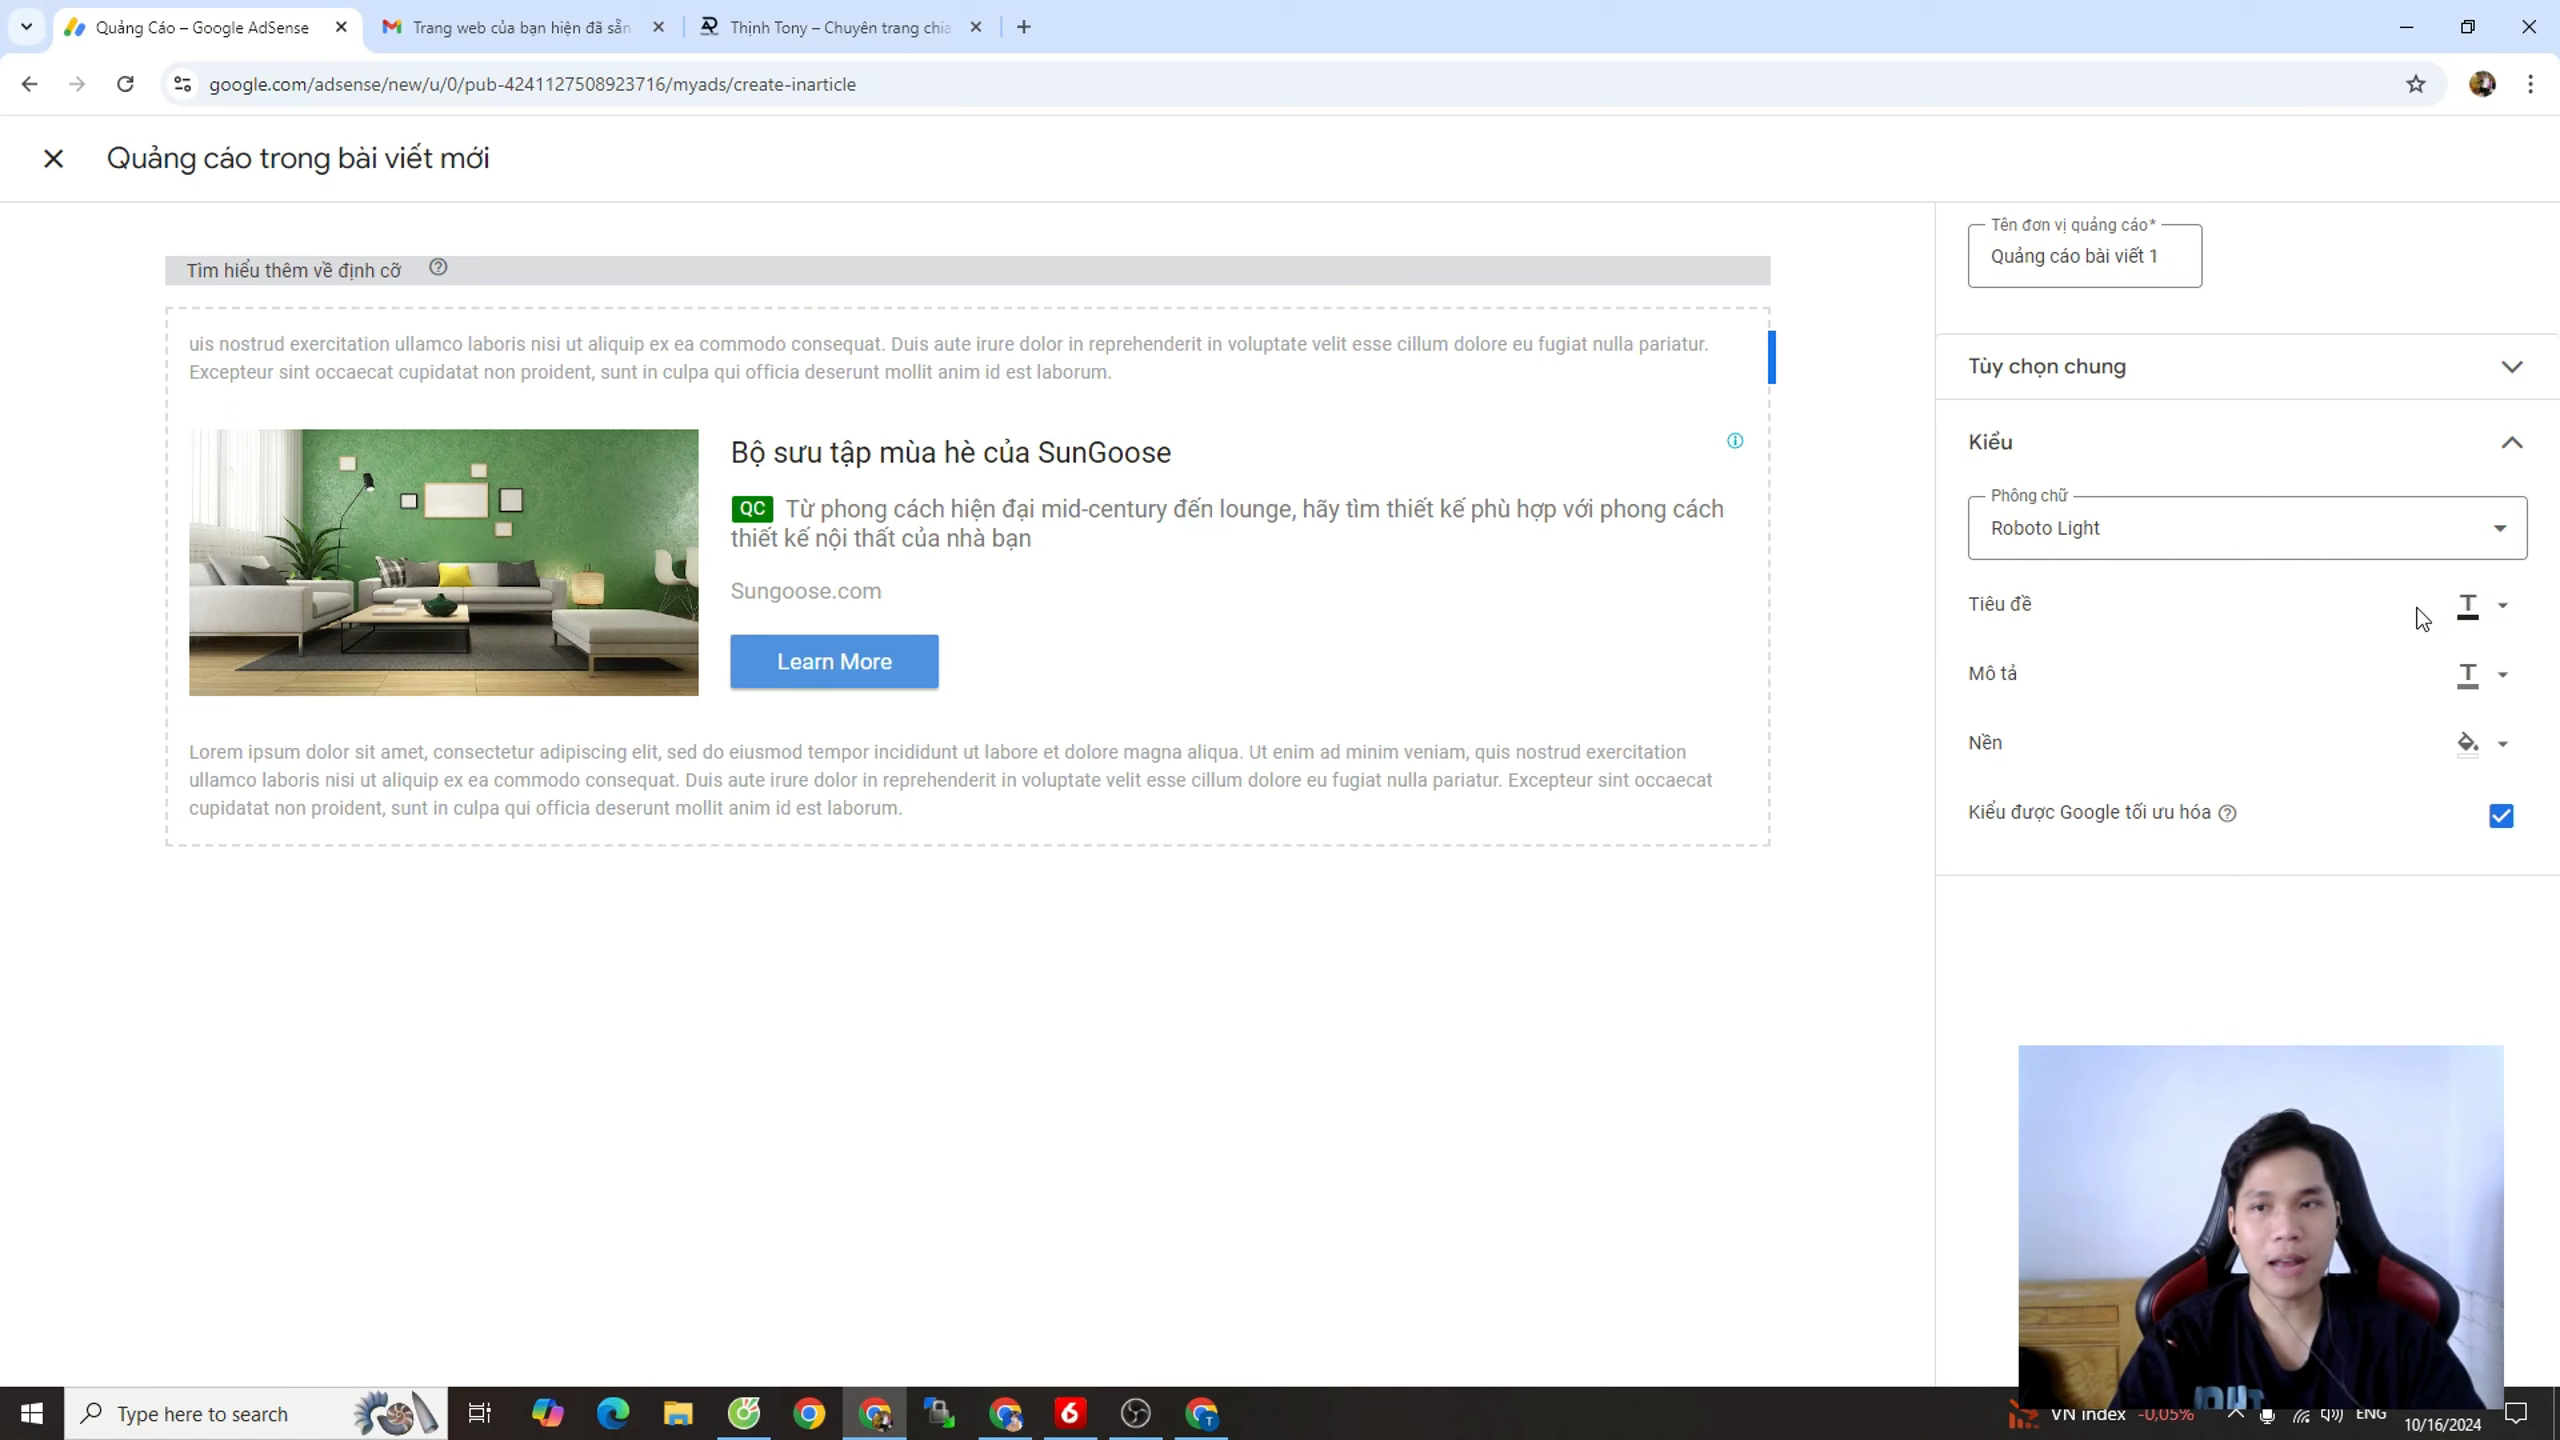 Quảng Cáo – Google AdSense
Trang web của bạn hiện đã sẵn
Thịnh Tony – Chuyên trang chia
google.com/adsense/new/u/0/pub-4241127508923716/myads/create-inarticle
Quảng cáo trong bài viết mới
Tên đơn vị quảng cáo*
Quảng cáo bài viết 1
Tìm hiểu thêm về định cỡ
uis nostrud exercitation ullamco laboris nisi ut aliquip ex ea commodo consequat. Duis aute irure dolor in reprehenderit in voluptate velit esse cillum dolore eu fugiat nulla pariatur.
Excepteur sint occaecat cupidatat non proident, sunt in culpa qui officia deserunt mollit anim id est laborum.
Bộ sưu tập mùa hè của SunGoose
QC Từ phong cách hiện đại mid-century đến lounge, hãy tìm thiết kế phù hợp với phong cách
thiết kế nội thất của nhà bạn
Sungoose.com
Learn More
Lorem ipsum dolor sit amet, consectetur adipiscing elit, sed do eiusmod tempor incididunt ut labore et dolore magna aliqua. Ut enim ad minim veniam, quis nostrud exercitation
ullamco laboris nisi ut aliquip ex ea commodo consequat. Duis aute irure dolor in reprehenderit in voluptate velit esse cillum dolore eu fugiat nulla pariatur. Excepteur sint occaecat
cupidatat non proident, sunt in culpa qui officia deserunt mollit anim id est laborum.
Tùy chọn chung
Kiểu
Phông chữ
Roboto Light
Tiêu đề
Mô tả
Nền
Kiểu được Google tối ưu hóa
Type here to search
VN Index -0,05%
ENG
10/16/2024